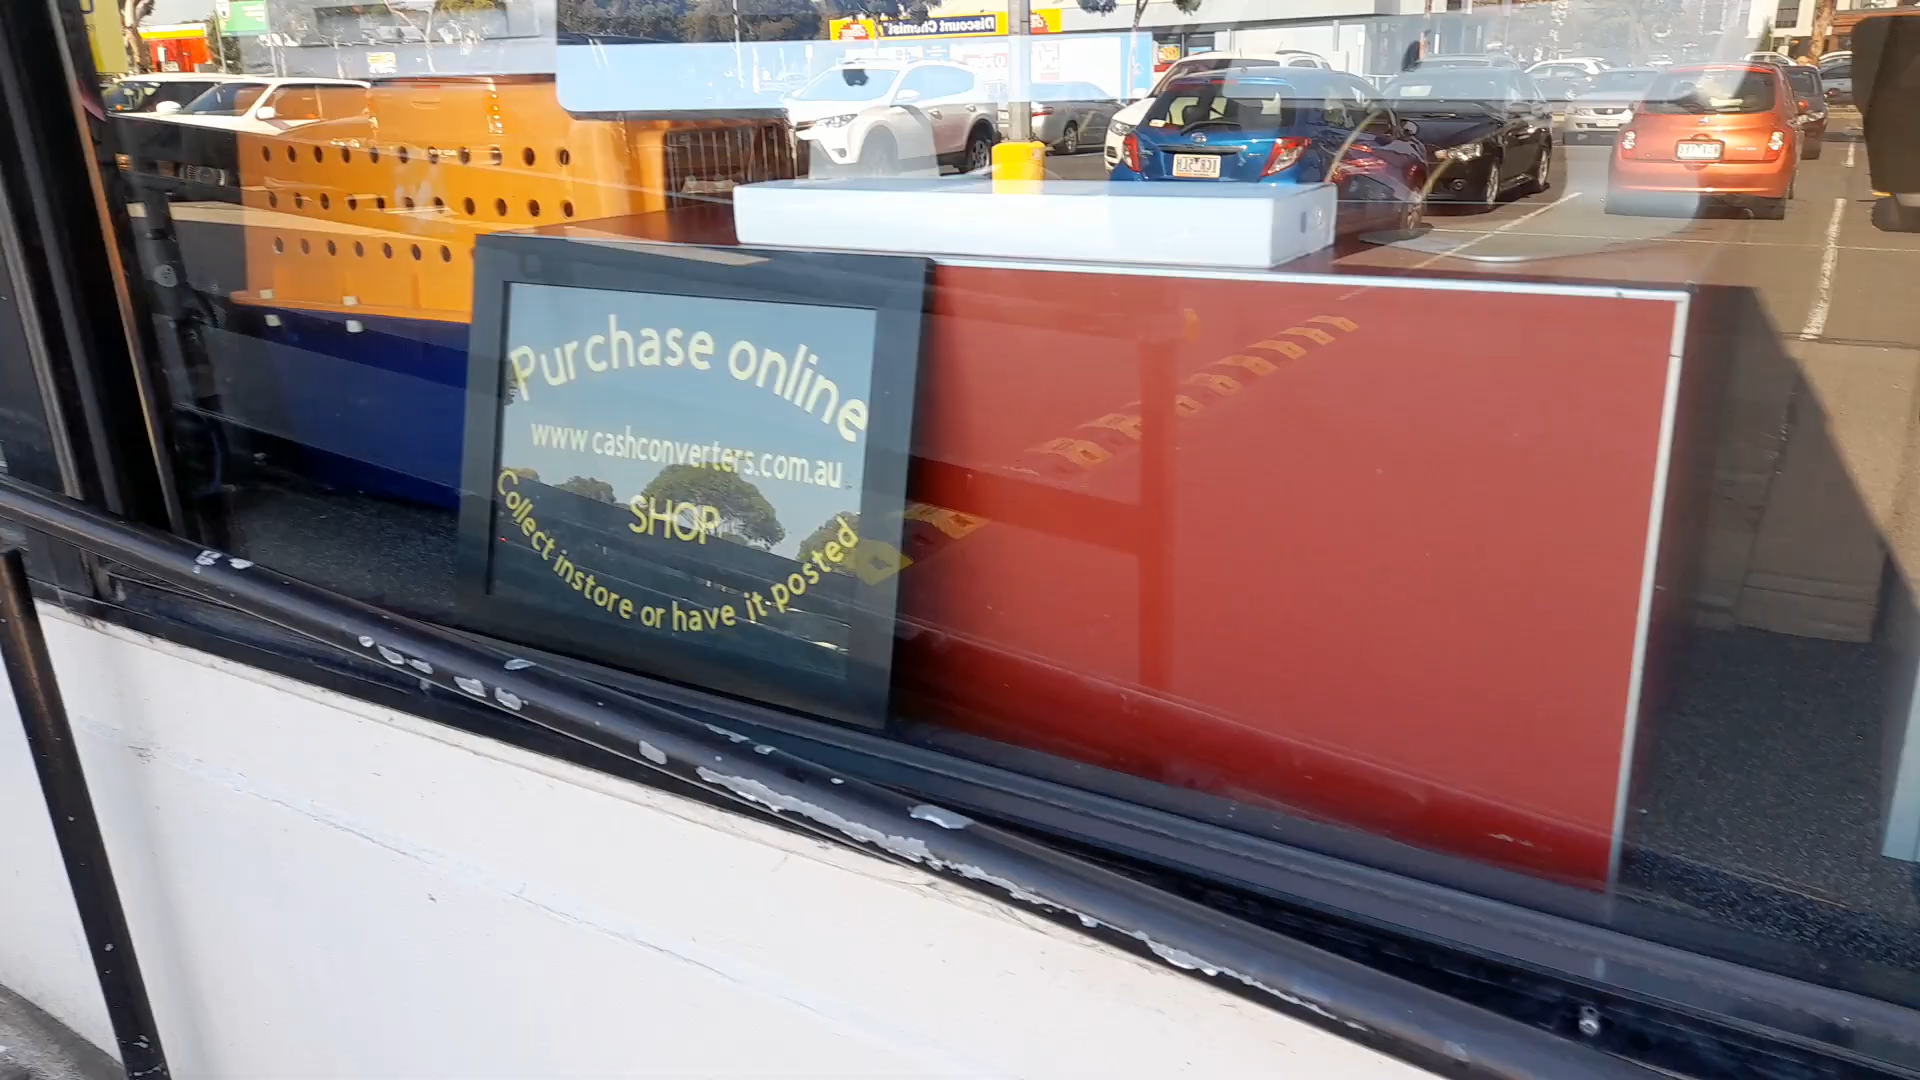 Discount Chemist
Purchase online
www cashconverters.com.au
SHOP
Collect instore or have it posted